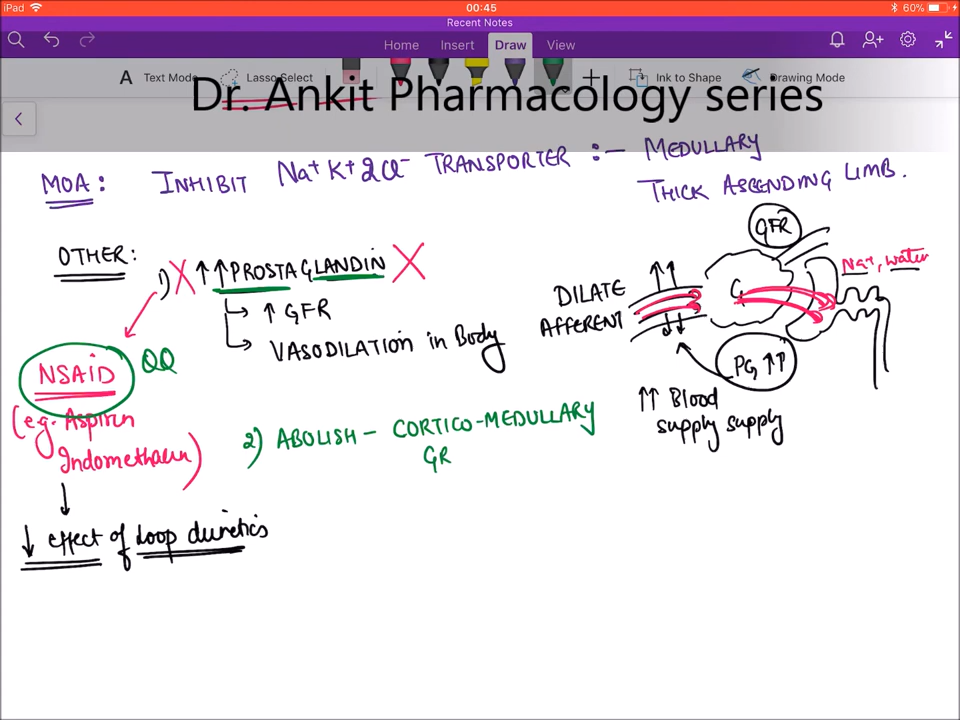 iPad 00:45 60%
Recent Notes
Home Insert Draw View
A Text Mode Lasso Select Ink to Shape Drawing Mode
Dr. Ankit Pharmacology series
MOA: INHIBIT Na+ K+ 2Cl- TRANSPORTER :- MEDULLARY
THICK ASCENDING LIMB.
OTHER:
1) X ↑↑PROSTAGLANDIN X
↳ ↑ GFR
↳ VASODILATION in Body
NSAiD QQ
(e.g. Aspirin
Indomethacin)
↓
↓ effect of Loop diuretics
2) ABOLISH - CORTICO-MEDULLARY
GR
GFR
Na+, water
↑↑
DILATE
AFFERENT
G
↓↓
PG ↑↑
↑↑ Blood
supply supply